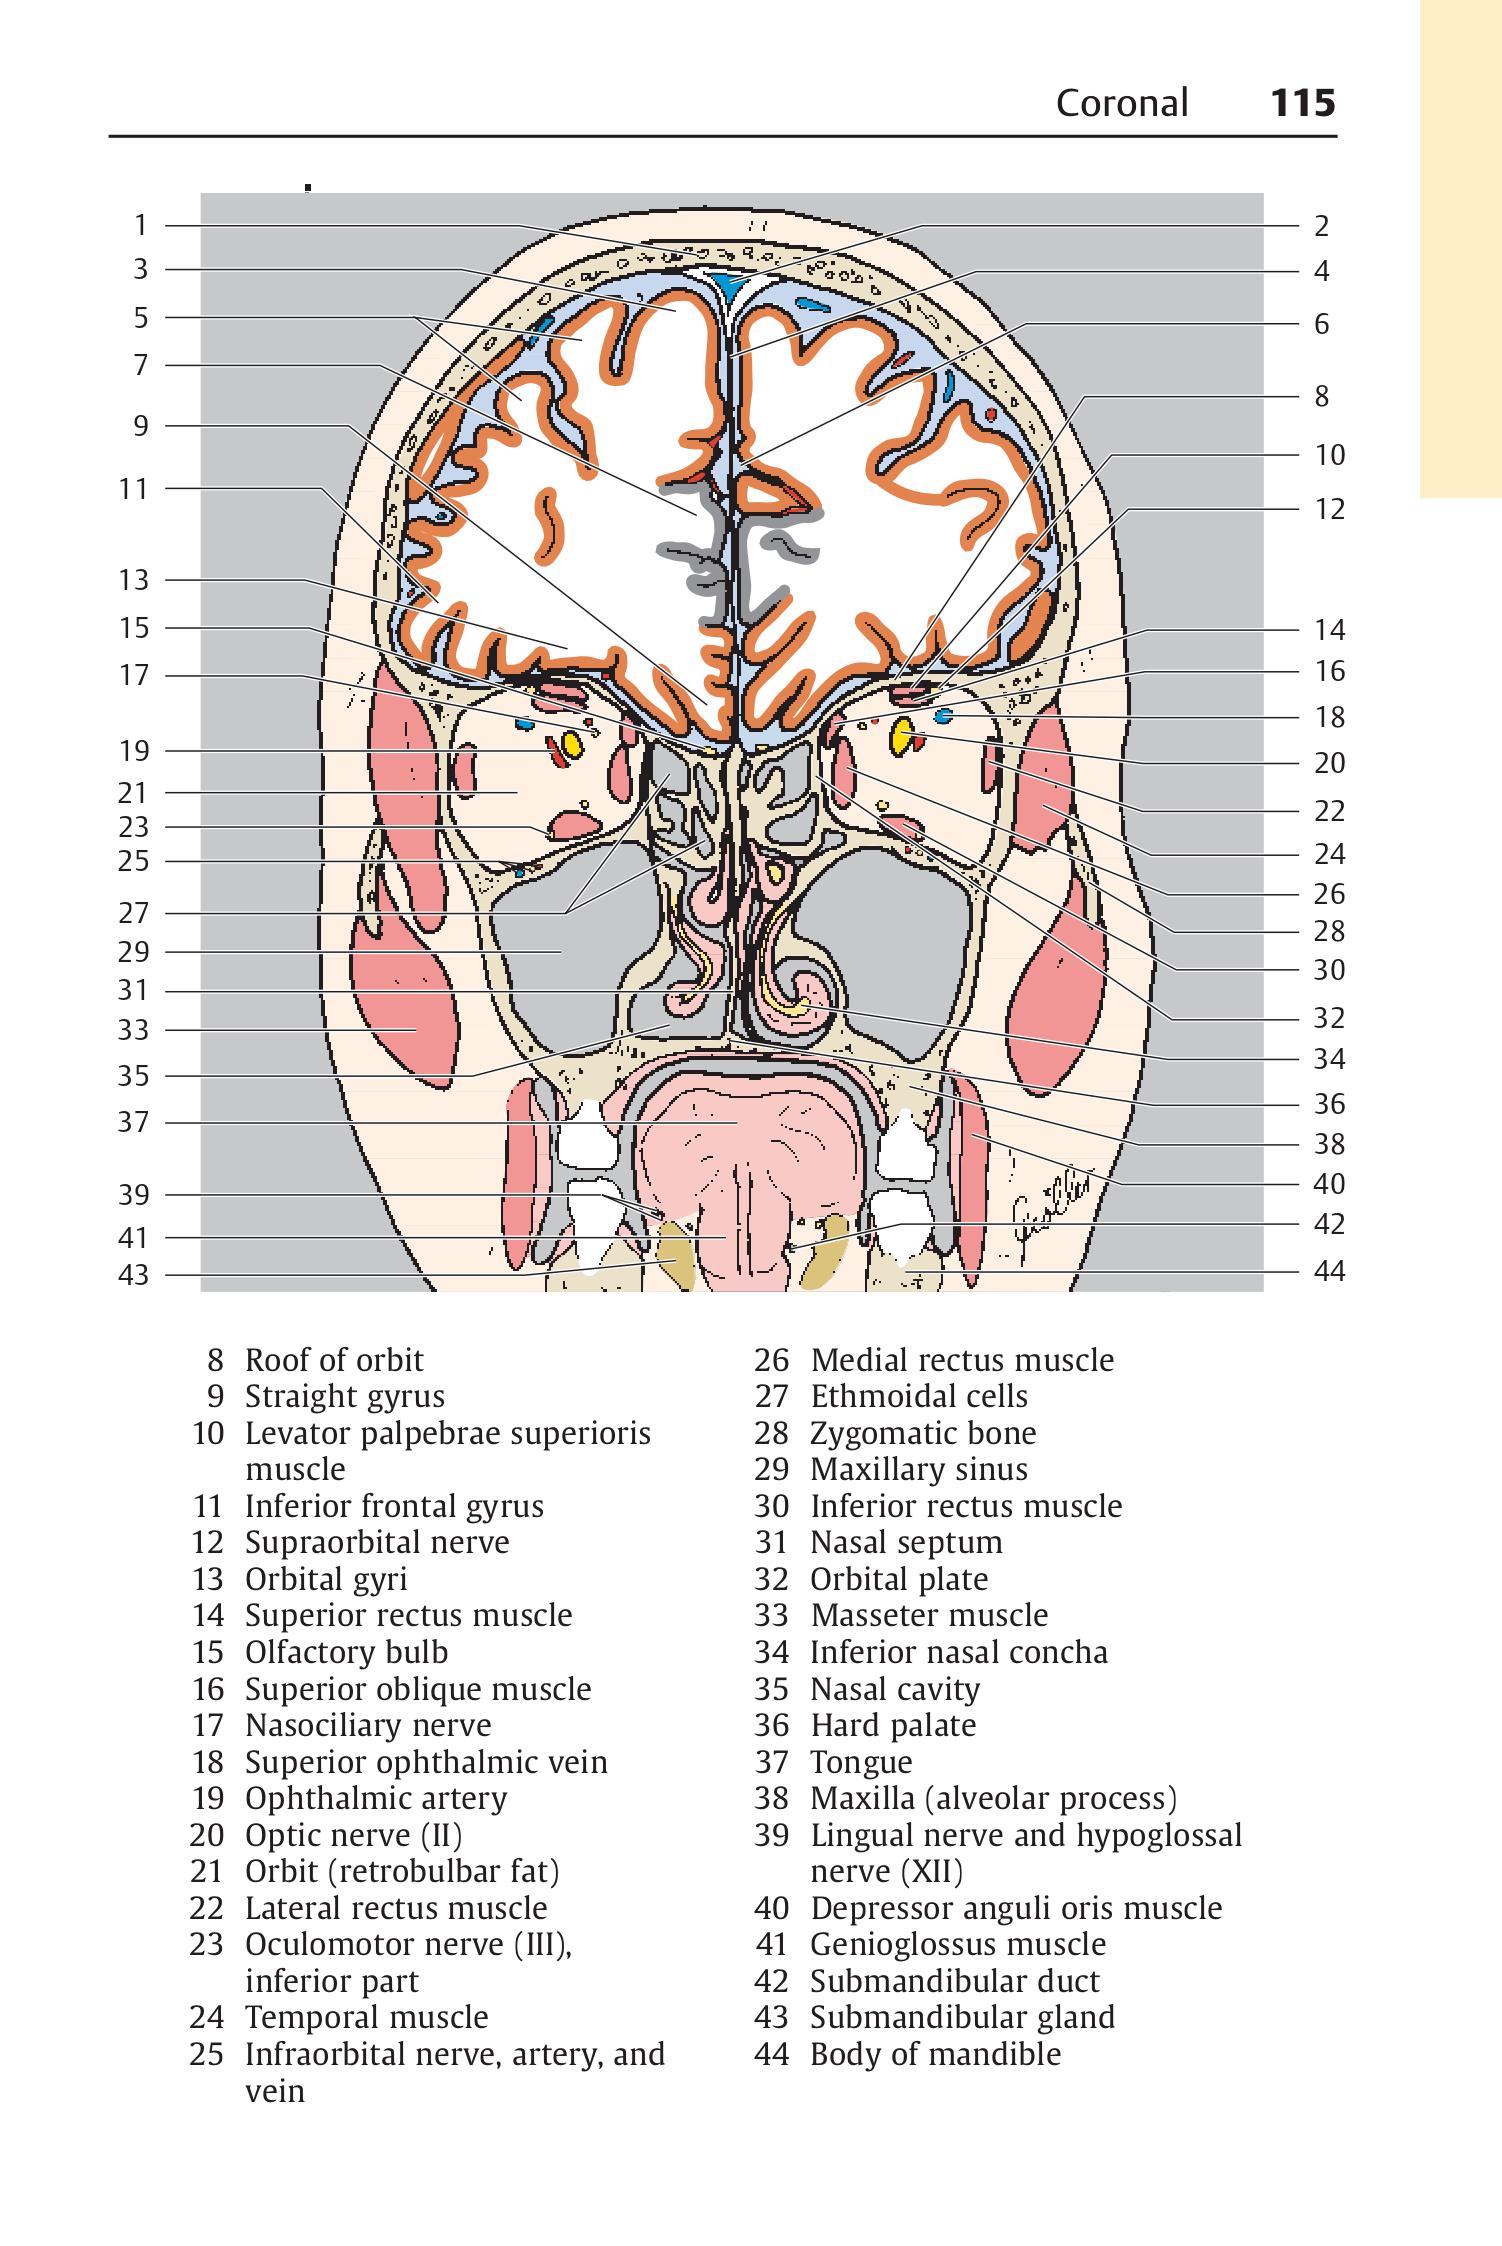 Coronal 115
1
3
5
7
9
11
13
15
17
19
21
23
25
27
29
31
33
35
37
39
41
43
2
4
6
8
10
12
14
16
18
20
22
24
26
28
30
32
34
36
38
40
42
44
8 Roof of orbit
9 Straight gyrus
10 Levator palpebrae superioris
muscle
11 Inferior frontal gyrus
12 Supraorbital nerve
13 Orbital gyri
14 Superior rectus muscle
15 Olfactory bulb
16 Superior oblique muscle
17 Nasociliary nerve
18 Superior ophthalmic vein
19 Ophthalmic artery
20 Optic nerve (II)
21 Orbit (retrobulbar fat)
22 Lateral rectus muscle
23 Oculomotor nerve (III),
inferior part
24 Temporal muscle
25 Infraorbital nerve, artery, and
vein
26 Medial rectus muscle
27 Ethmoidal cells
28 Zygomatic bone
29 Maxillary sinus
30 Inferior rectus muscle
31 Nasal septum
32 Orbital plate
33 Masseter muscle
34 Inferior nasal concha
35 Nasal cavity
36 Hard palate
37 Tongue
38 Maxilla (alveolar process)
39 Lingual nerve and hypoglossal
nerve (XII)
40 Depressor anguli oris muscle
41 Genioglossus muscle
42 Submandibular duct
43 Submandibular gland
44 Body of mandible